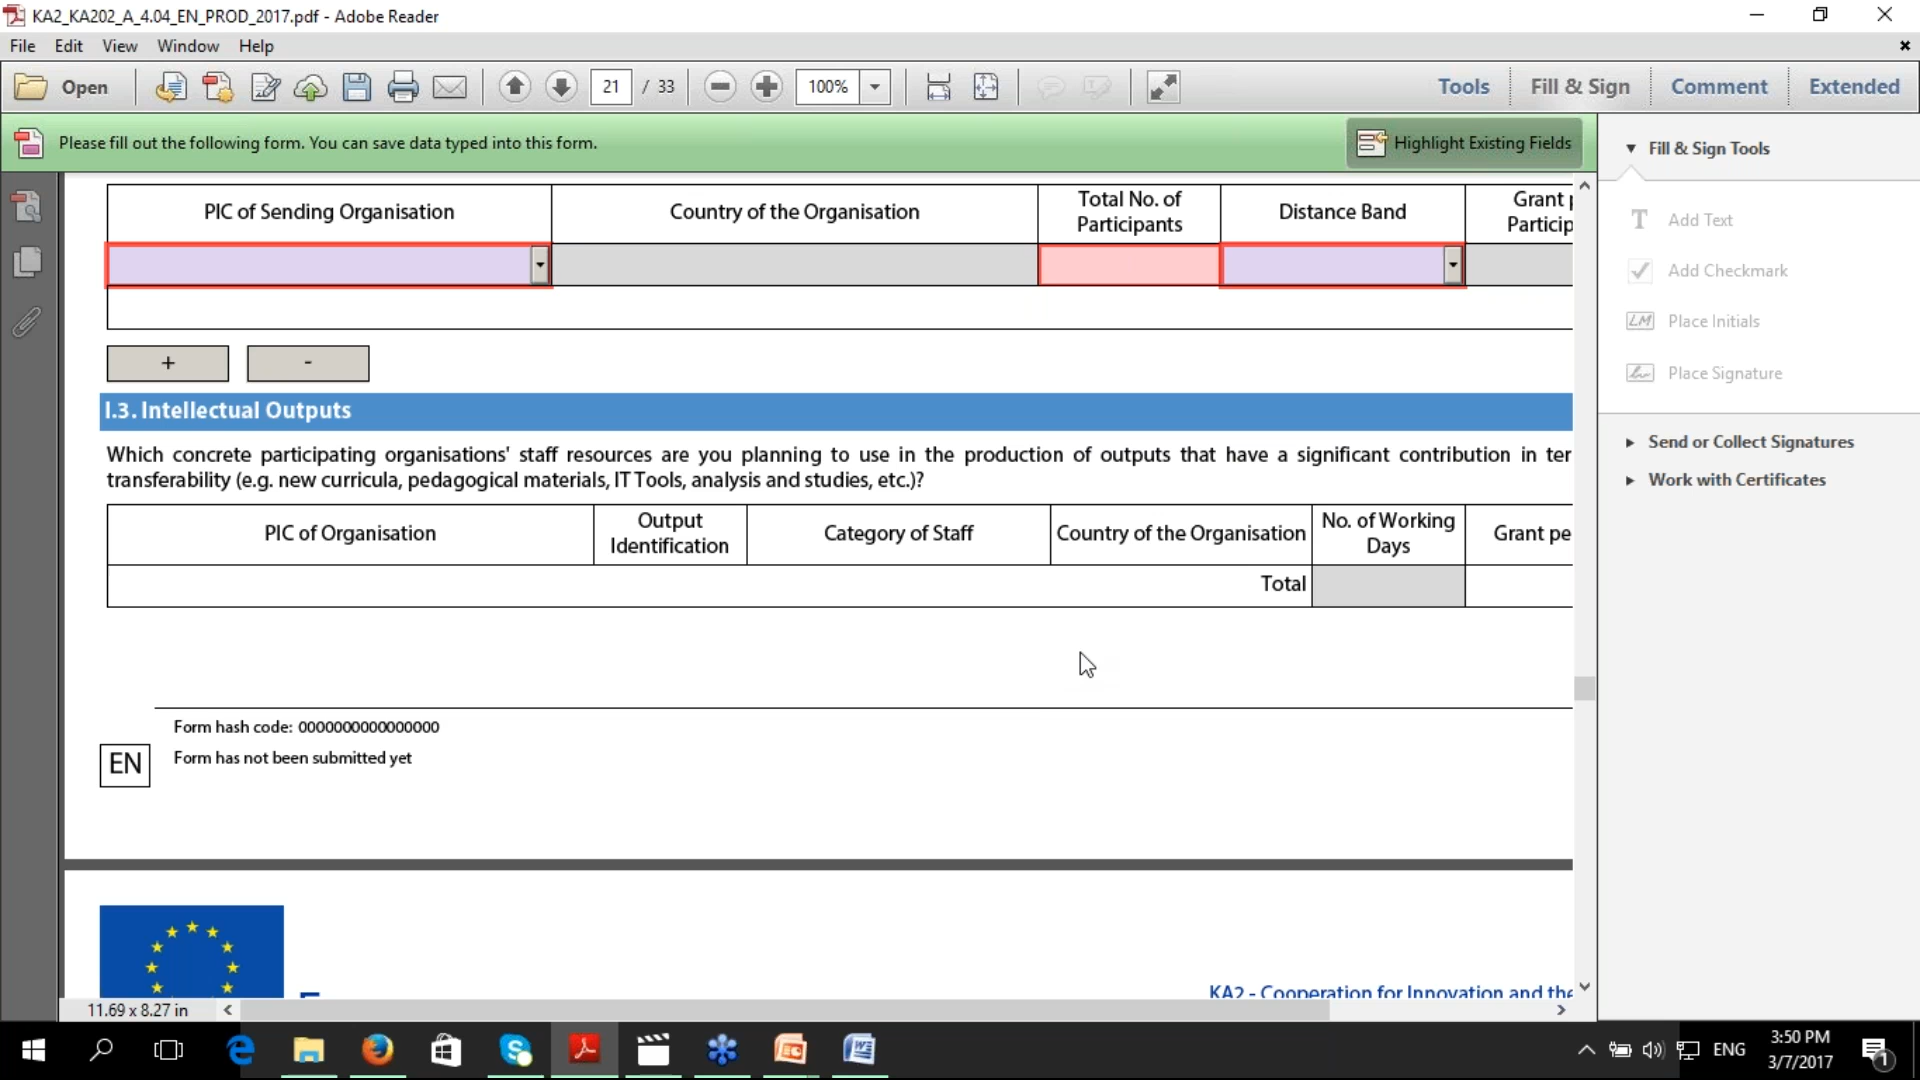 KA2_KA202_A_4.04_EN_PROD_2017.pdf - Adobe Reader
File Edit View Window Help
Open 21 / 33 100% Tools Fill & Sign Comment Extended
Please fill out the following form. You can save data typed into this form.
Highlight Existing Fields
Fill & Sign Tools
Add Text
Add Checkmark
Place Initials
Place Signature
Send or Collect Signatures
Work with Certificates
PIC of Sending Organisation
Country of the Organisation
Total No. of
Participants
Distance Band
Grant
Particip
+ -
I.3. Intellectual Outputs
Which concrete participating organisations' staff resources are you planning to use in the production of outputs that have a significant contribution in ter
transferability (e.g. new curricula, pedagogical materials, IT Tools, analysis and studies, etc.)?
PIC of Organisation
Output
Identification
Category of Staff
Country of the Organisation
No. of Working
Days
Grant pe
Total
Form hash code: 0000000000000000
EN
Form has not been submitted yet
KA2 - Cooperation for Innovation and the
11.69 x 8.27 in
ENG
3:50 PM
3/7/2017
1